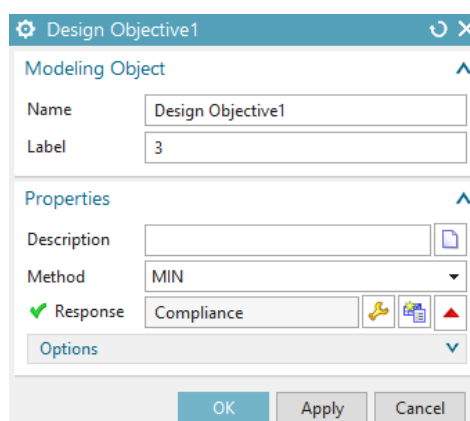 Design Objective1
Modeling Object
Name Design Objective1
Label 3
Properties
Description
Method MIN
Response Compliance
Options
OK Apply Cancel